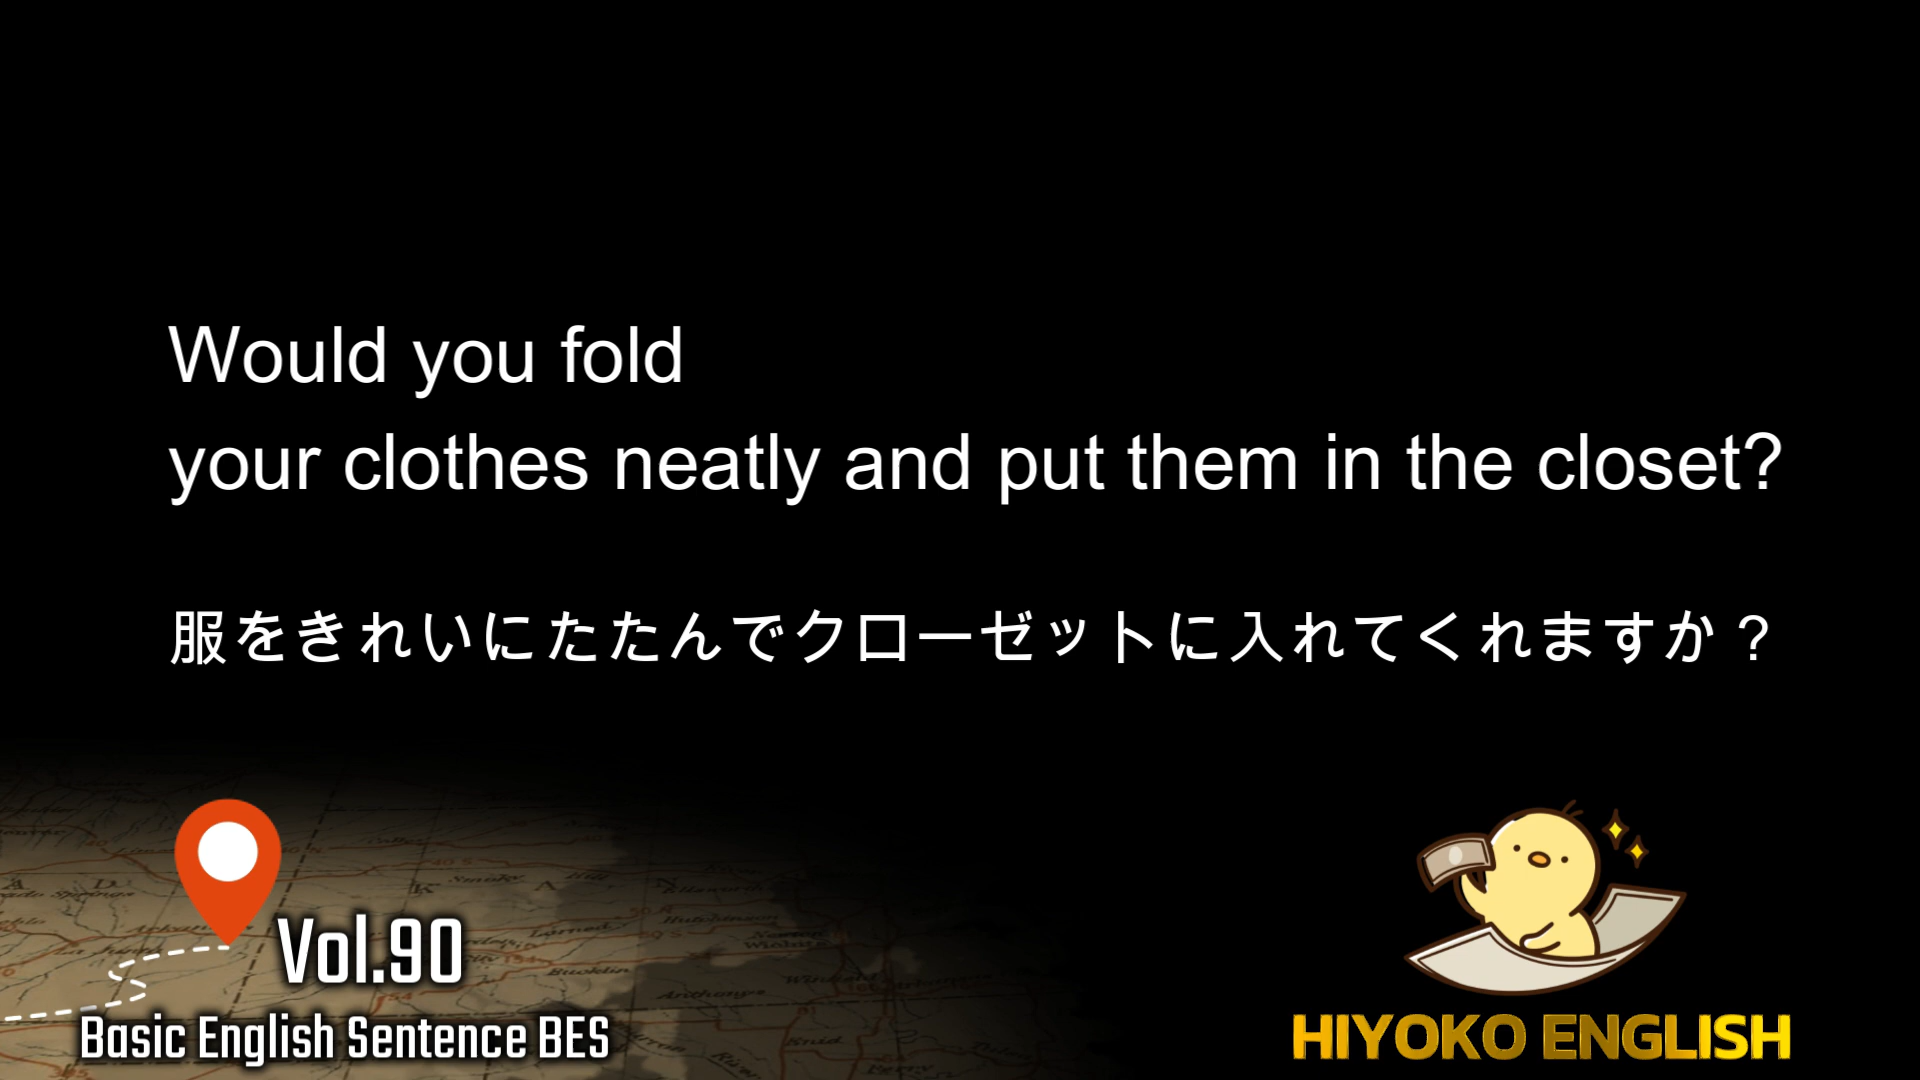 Would you fold
your clothes neatly and put them in the closet?
服をきれいにたたんでクローゼットに入れてくれますか？
Vol.90
Basic English Sentence BES
HIYOKO ENGLISH